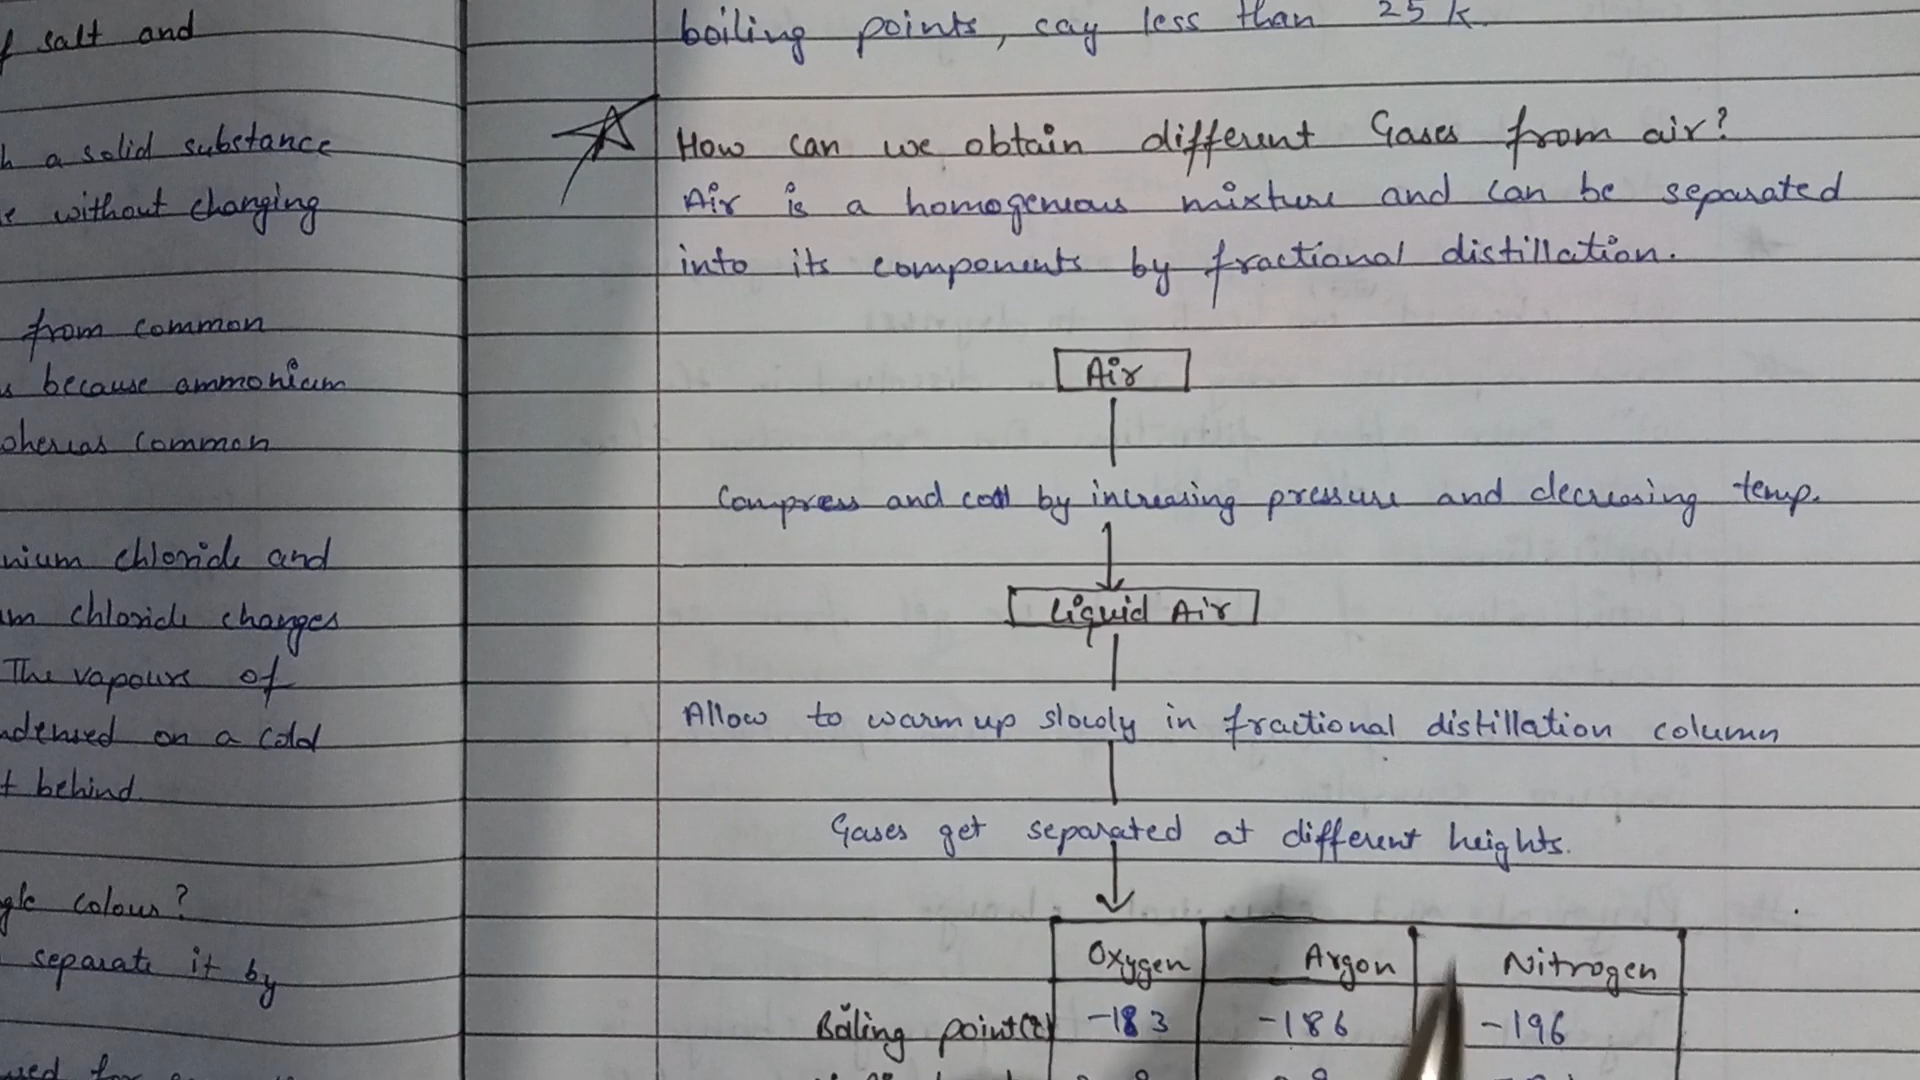 salt and
a solid substance
without changing
from common
because ammonium
whereas common
nium chloride and
chloride changes
The vapours of
on a cold
behind
colour?
separate it by
boiling points, say less than 25 K
How can we obtain different Gases from air?
Air is a homogeneous mixture and can be separated
into its components by fractional distillation.
Air
Compress and cool by increasing pressure and decreasing temp.
Liquid Air
Allow to warm up slowly in fractional distillation column
Gases get separated at different heights.
Oxygen Argon Nitrogen
Boiling point -183 -186 -196